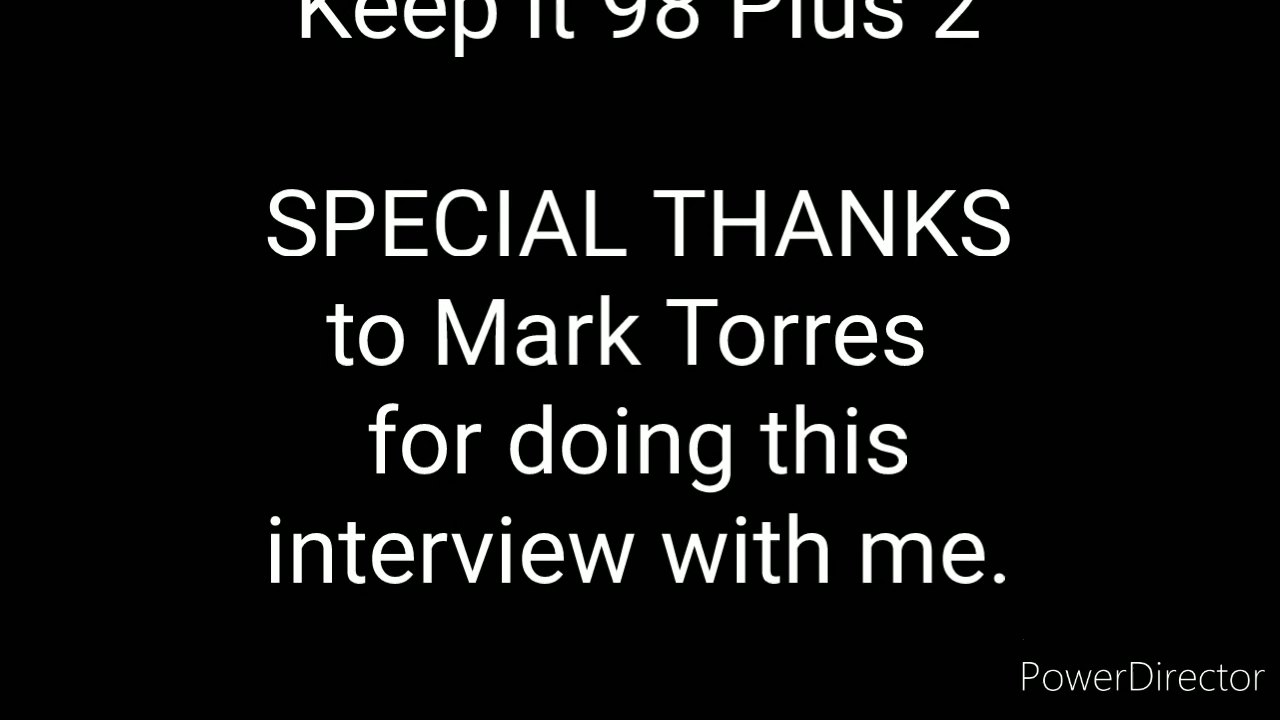 Keep it 98 Plus 2
SPECIAL THANKS
to Mark Torres
for doing this
interview with me.
PowerDirector